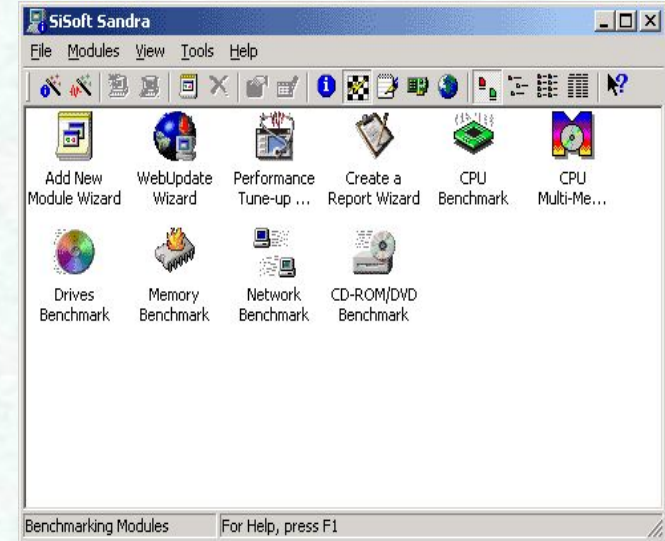 SiSoft Sandra
File Modules View Tools Help
Add New Module Wizard
WebUpdate Wizard
Performance Tune-up ...
Create a Report Wizard
CPU Benchmark
CPU Multi-Me...
Drives Benchmark
Memory Benchmark
Network Benchmark
CD-ROM/DVD Benchmark
Benchmarking Modules
For Help, press F1